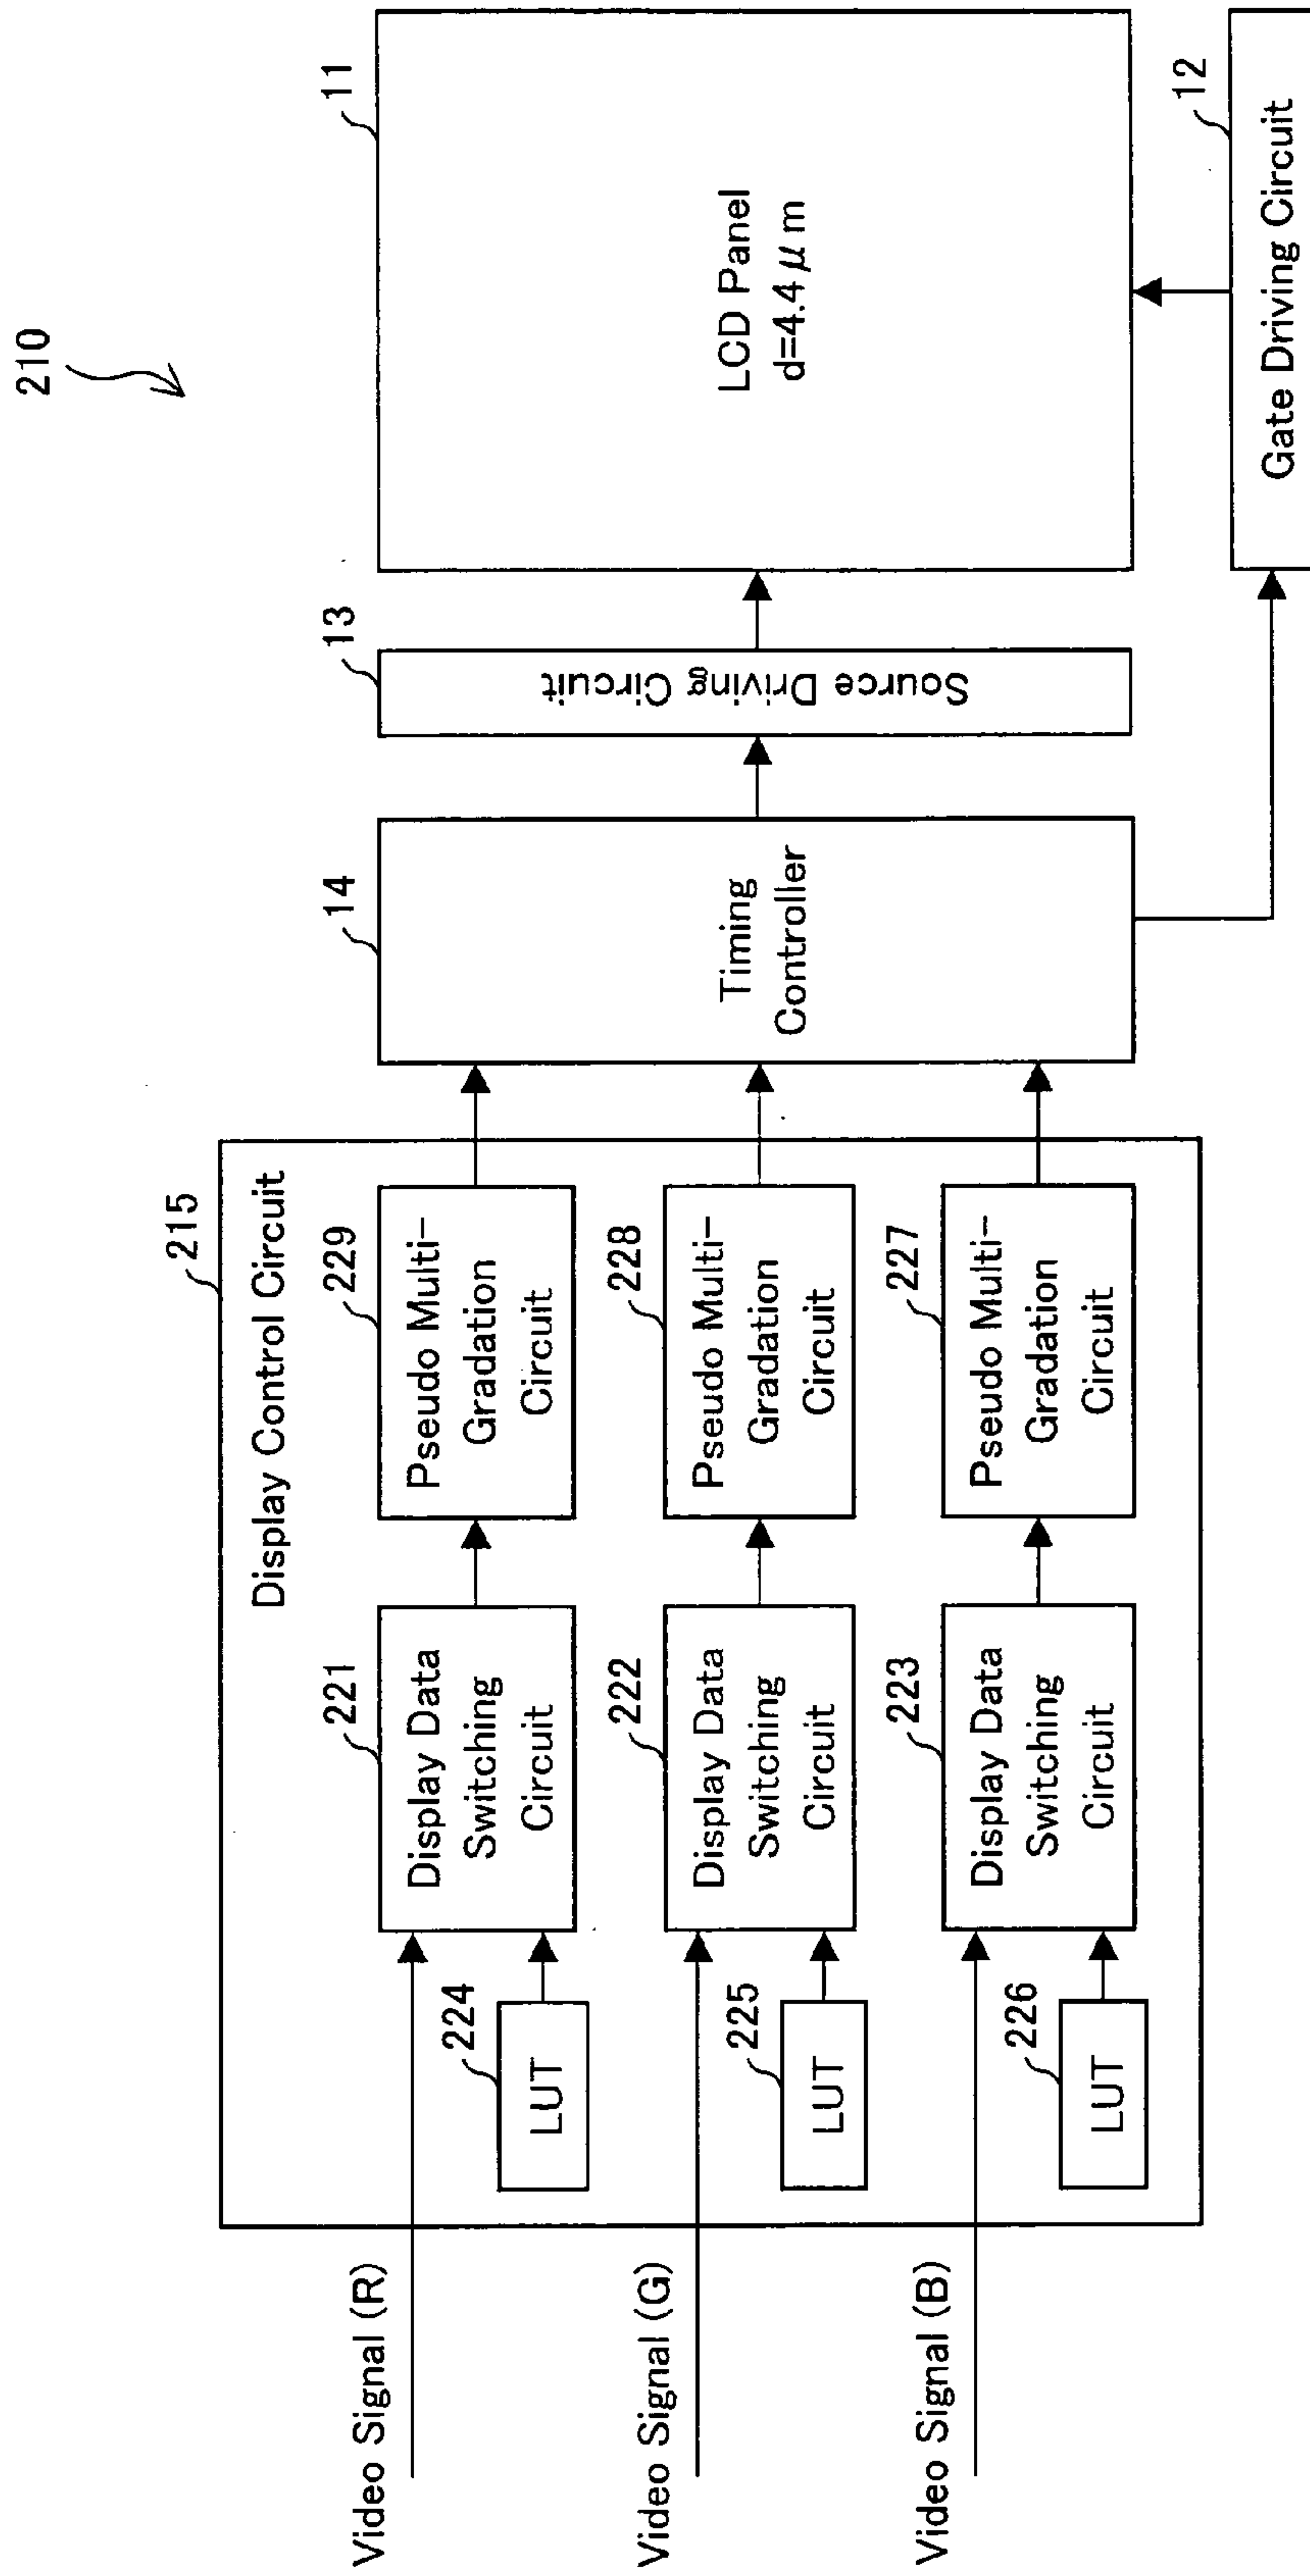 210
215
Display Control Circuit
Video Signal (R)
221
Display Data
Switching
Circuit
229
Pseudo Multi-
Gradation
Circuit
224
LUT
Video Signal (G)
222
Display Data
Switching
Circuit
228
Pseudo Multi-
Gradation
Circuit
225
LUT
Video Signal (B)
223
Display Data
Switching
Circuit
227
Pseudo Multi-
Gradation
Circuit
226
LUT
14
Timing
Controller
13
Source Driving Circuit
11
LCD Panel
d=4.4μm
12
Gate Driving Circuit